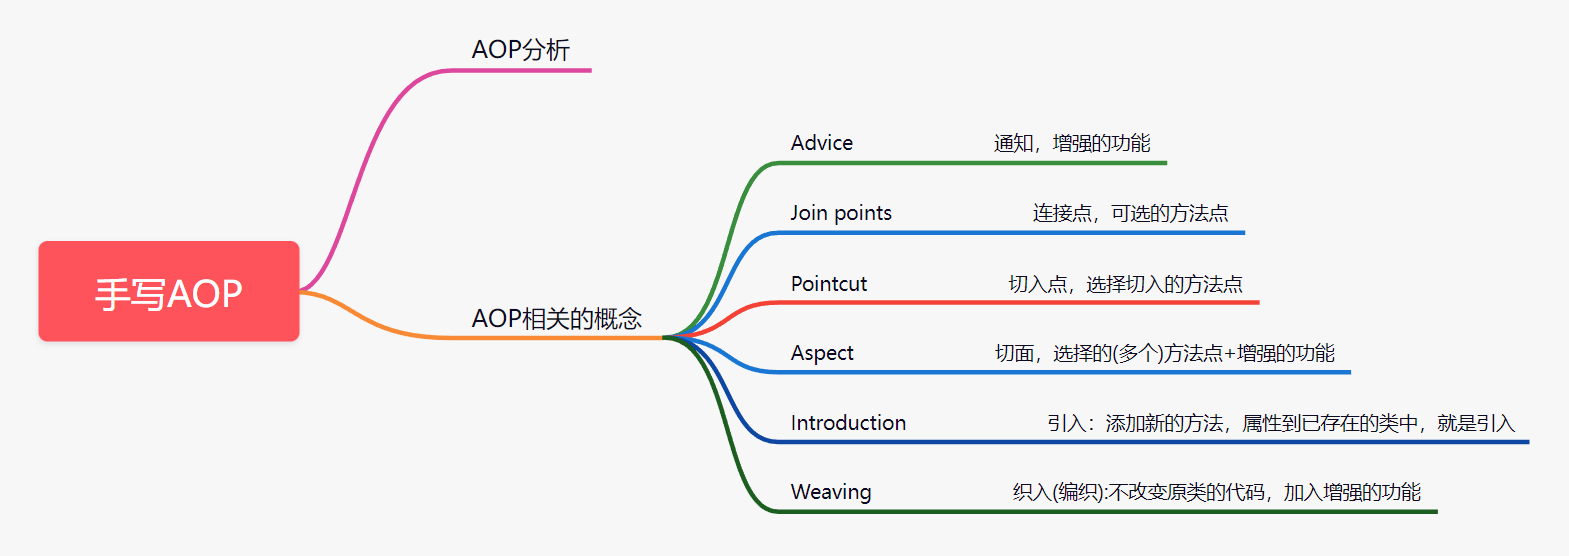 AOP分析
Advice 通知，增强的功能
Join points 连接点，可选的方法点
Pointcut 切入点，选择切入的方法点
手写AOP
AOP相关的概念
Aspect 切面，选择的(多个)方法点+增强的功能
Introduction 引入：添加新的方法，属性到已存在的类中，就是引入
Weaving 织入(编织):不改变原类的代码，加入增强的功能